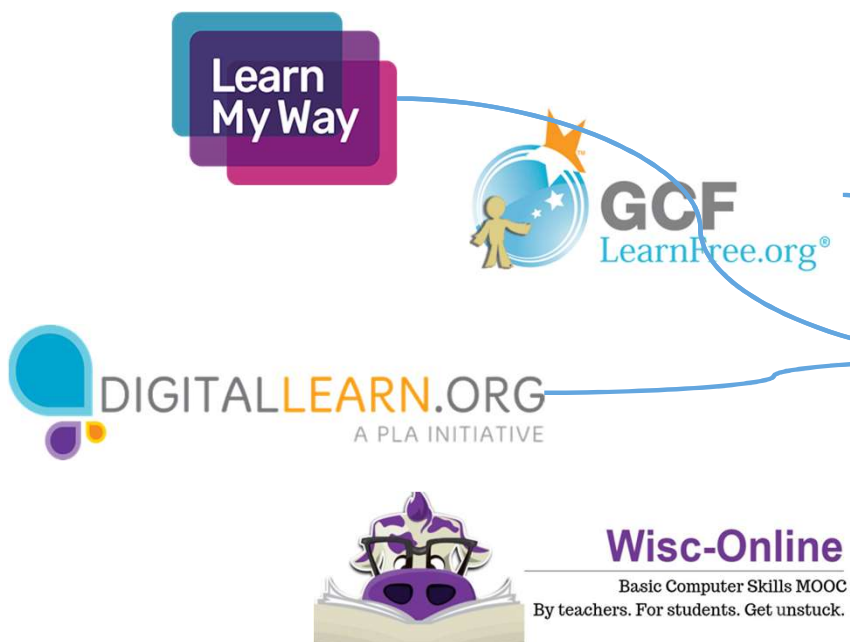 Learn
My Way
GCF
LearnFree.org®
DIGITALLEARN.ORG
A PLA INITIATIVE
Wisc-Online
Basic Computer Skills MOOC
By teachers. For students. Get unstuck.